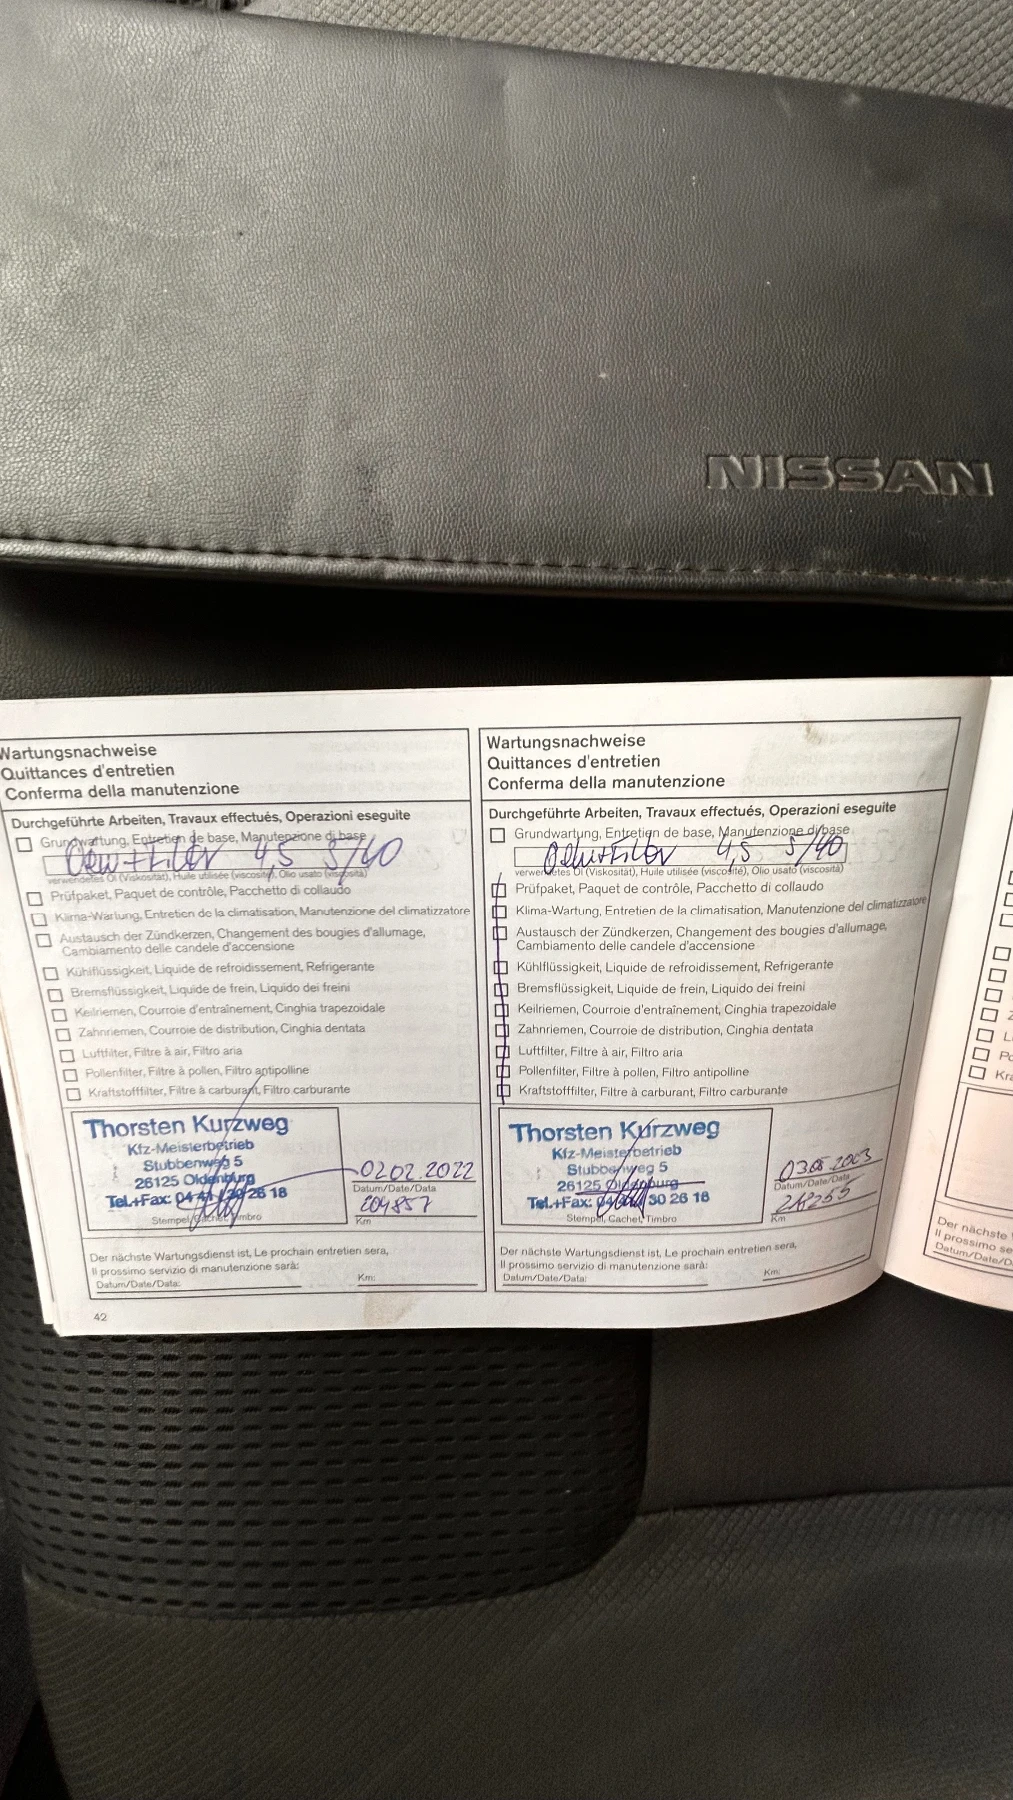 NISSAN
Wartungsnachweise
Quittances d'entretien
Conferma della manutenzione
Durchgeführte Arbeiten, Travaux effectués, Operazioni eseguite
Grundwartung, Entretien de base, Manutenzione di base
Öl+Filter 4,5 5/40
verwendetes Öl (Viskosität), Huile utilisée (viscosité), Olio usato (viscosità)
Prüfpaket, Paquet de contrôle, Pacchetto di collaudo
Klima-Wartung, Entretien de la climatisation, Manutenzione del climatizzatore
Austausch der Zündkerzen, Changement des bougies d'allumage,
Cambiamento delle candele d'accensione
Kühlflüssigkeit, Liquide de refroidissement, Refrigerante
Bremsflüssigkeit, Liquide de frein, Liquido dei freini
Keilriemen, Courroie d'entraînement, Cinghia trapezoidale
Zahnriemen, Courroie de distribution, Cinghia dentata
Luftfilter, Filtre à air, Filtro aria
Pollenfilter, Filtre à pollen, Filtro antipolline
Kraftstofffilter, Filtre à carburant, Filtro carburante
Thorsten Kurzweg
Kfz-Meisterbetrieb
Stubbenweg 5
26125 Oldenburg
Tel.+Fax: 30 26 18
Stempel, Cachet, Timbro
02.02.2022
Datum/Date/Data
204857
Km
Der nächste Wartungsdienst ist, Le prochain entretien sera,
Il prossimo servizio di manutenzione sarà:
Datum/Date/Data: Km:
42
Wartungsnachweise
Quittances d'entretien
Conferma della manutenzione
Durchgeführte Arbeiten, Travaux effectués, Operazioni eseguite
Grundwartung, Entretien de base, Manutenzione di base
4,5 5/40
verwendetes Öl (Viskosität), Huile utilisée (viscosité), Olio usato (viscosità)
Prüfpaket, Paquet de contrôle, Pacchetto di collaudo
Klima-Wartung, Entretien de la climatisation, Manutenzione del climatizzatore
Austausch der Zündkerzen, Changement des bougies d'allumage,
Cambiamento delle candele d'accensione
Kühlflüssigkeit, Liquide de refroidissement, Refrigerante
Bremsflüssigkeit, Liquide de frein, Liquido dei freini
Keilriemen, Courroie d'entraînement, Cinghia trapezoidale
Zahnriemen, Courroie de distribution, Cinghia dentata
Luftfilter, Filtre à air, Filtro aria
Pollenfilter, Filtre à pollen, Filtro antipolline
Kraftstofffilter, Filtre à carburant, Filtro carburante
Thorsten Kurzweg
Kfz-Meisterbetrieb
Stubbenweg 5
26125 Oldenburg
Tel.+Fax: 30 26 18
Stempel, Cachet, Timbro
Datum/Date/Data
Km
Der nächste Wartungsdienst ist, Le prochain entretien sera,
Il prossimo servizio di manutenzione sarà:
Datum/Date/Data: Km:
Der nächste
Il prossimo se
Datum/Date/D